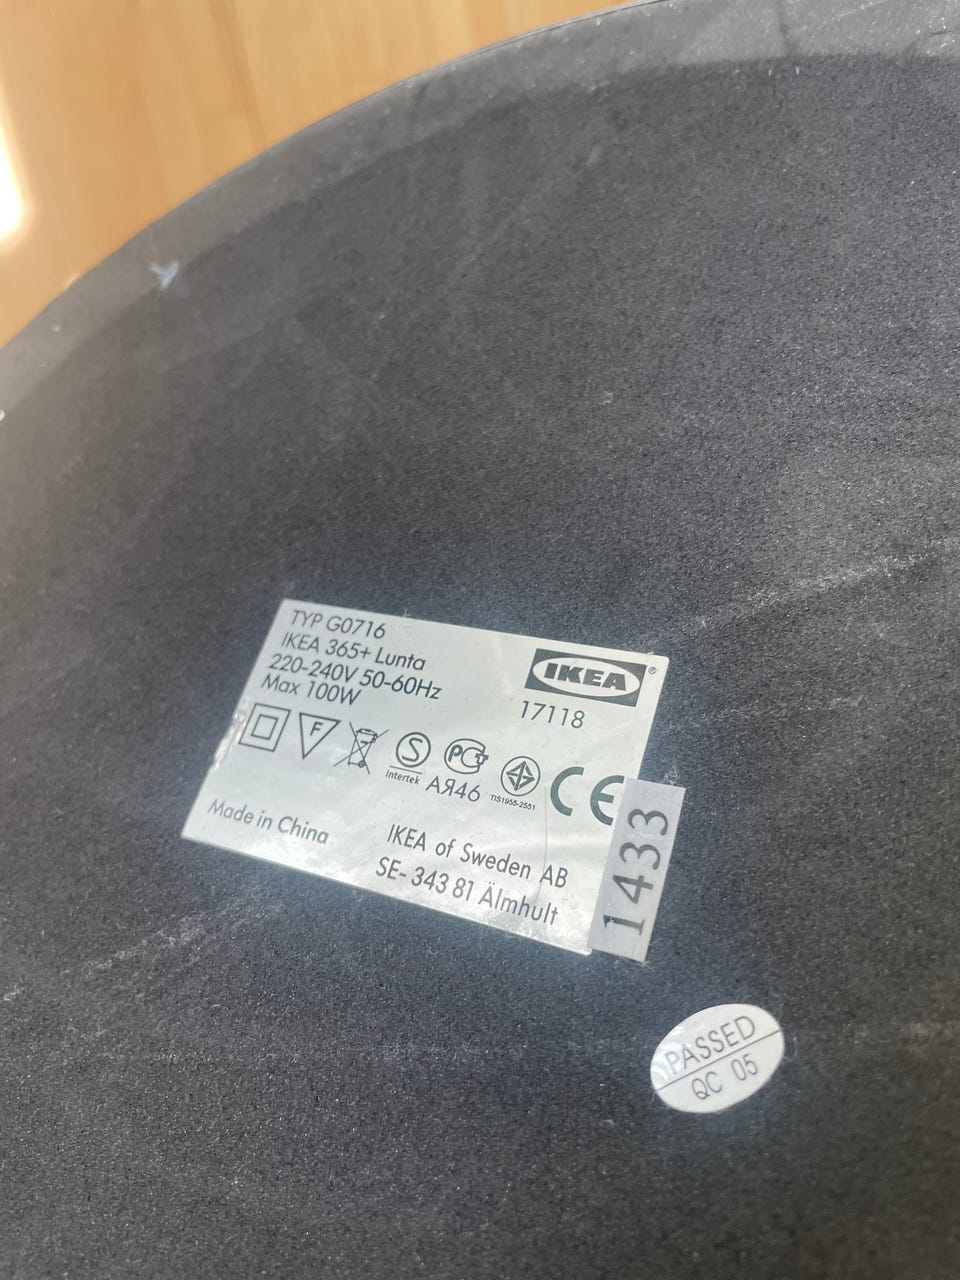 TYP G0716
IKEA 365+ Lunta
220-240V 50-60Hz
Max 100W
IKEA ®
17118
F
S
Intertek
РСТ
АЯ46
TIS1955-2551
CE
Made in China
IKEA of Sweden AB
SE- 343 81 Älmhult
1433
PASSED
QC 05